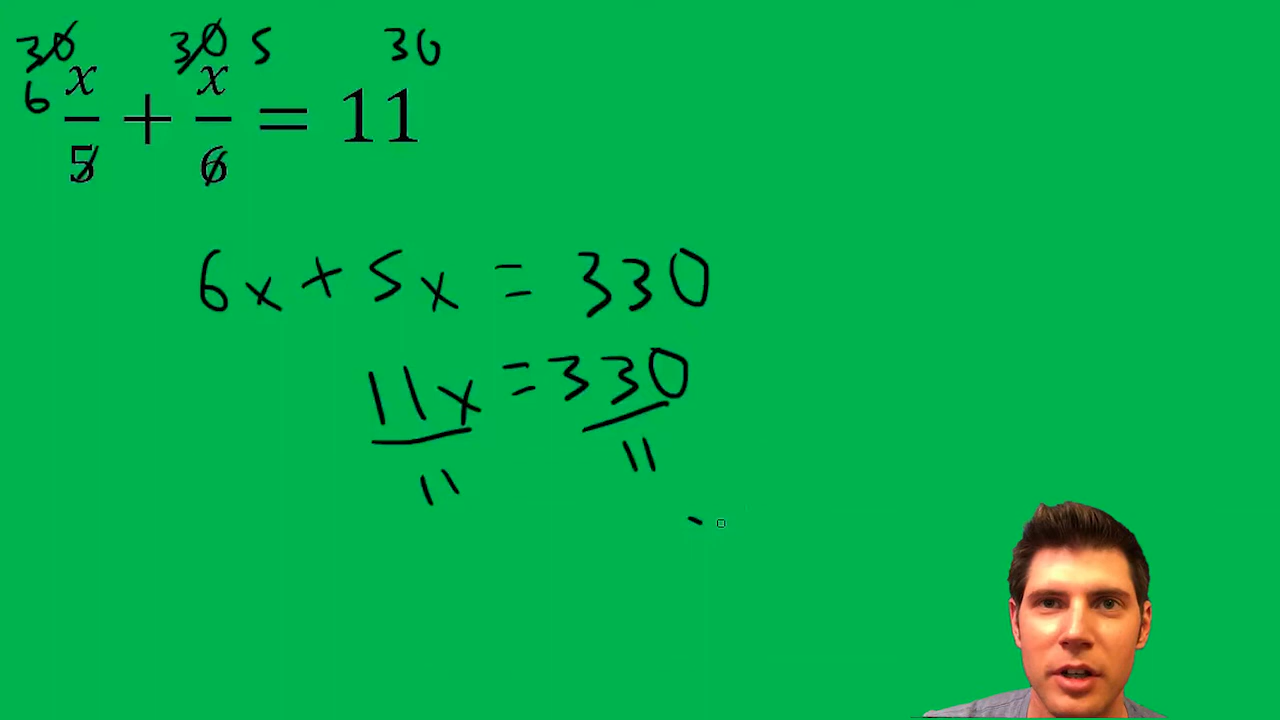 30 30 5 30
6 x/5 + x/6 = 11
6x + 5x = 330
11x = 330
11 11